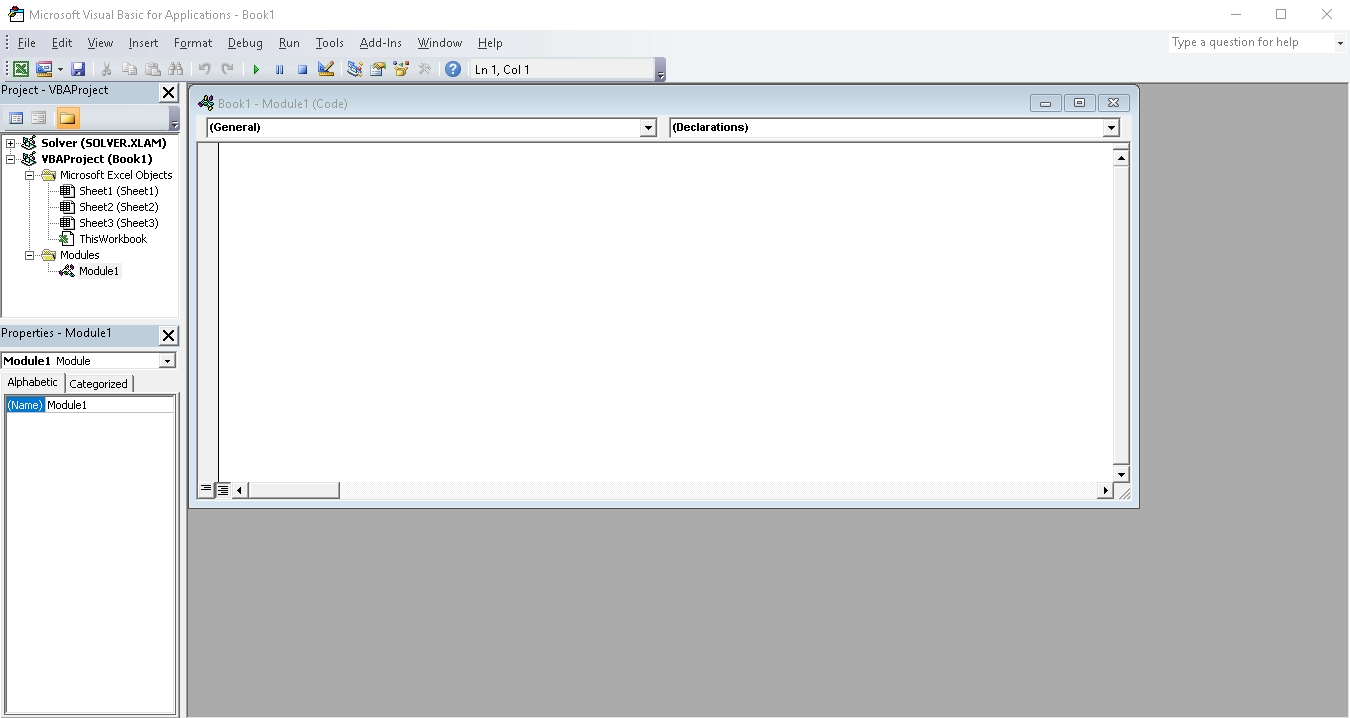 Microsoft Visual Basic for Applications - Book1
File Edit View Insert Format Debug Run Tools Add-Ins Window Help Type a question for help
Ln 1, Col 1
Project - VBAProject
Solver (SOLVER.XLAM)
VBAProject (Book1)
Microsoft Excel Objects
Sheet1 (Sheet1)
Sheet2 (Sheet2)
Sheet3 (Sheet3)
ThisWorkbook
Modules
Module1
Properties - Module1
Module1 Module
Alphabetic Categorized
(Name) Module1
Book1 - Module1 (Code)
(General) (Declarations)